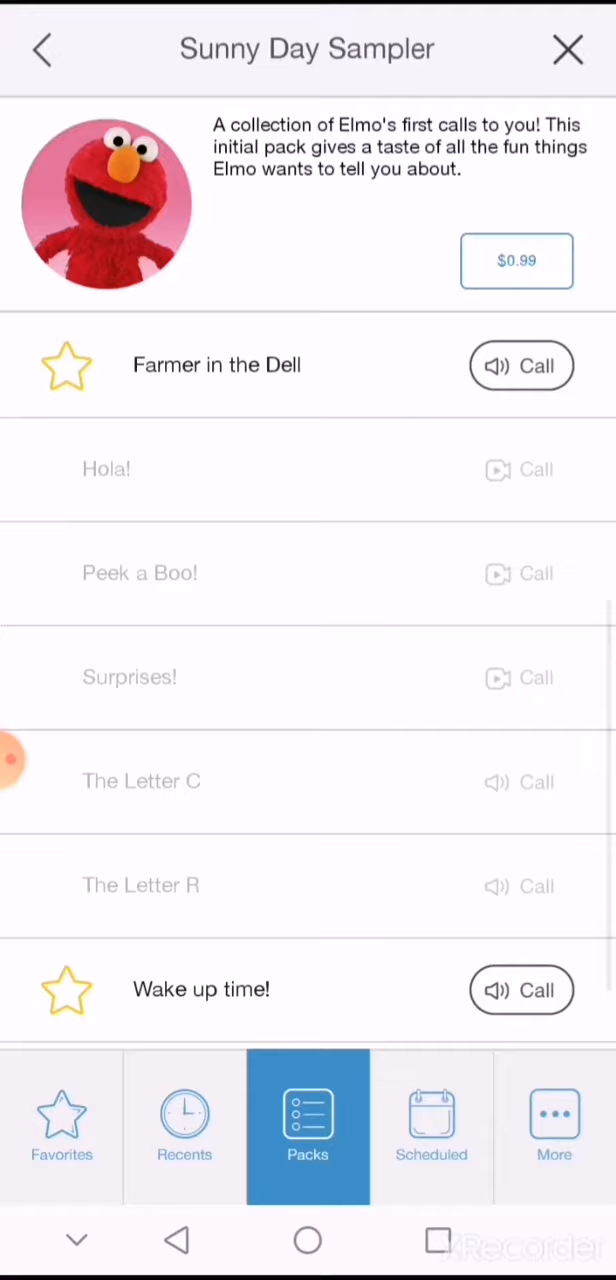 Sunny Day Sampler
A collection of Elmo's first calls to you! This
initial pack gives a taste of all the fun things
Elmo wants to tell you about.
$0.99
Farmer in the Dell Call
Hola! Call
Peek a Boo! Call
Surprises! Call
The Letter C Call
The Letter R Call
Wake up time! Call
Favorites Recents Packs Scheduled More
XRecorder